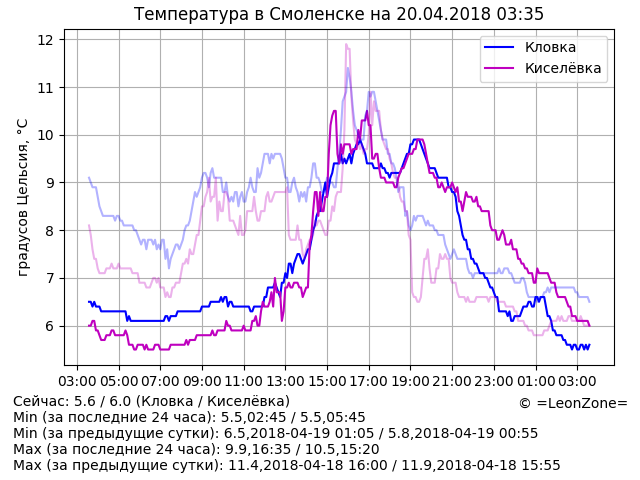 Температура в Смоленске на 20.04.2018 03:35
градусов Цельсия, °C
12
11
10
9
8
7
6
Кловка
Киселёвка
03:00 05:00 07:00 09:00 11:00 13:00 15:00 17:00 19:00 21:00 23:00 01:00 03:00
Сейчас: 5.6 / 6.0 (Кловка / Киселёвка)
© =LeonZone=
Min (за последние 24 часа): 5.5,02:45 / 5.5,05:45
Min (за предыдущие сутки): 6.5,2018-04-19 01:05 / 5.8,2018-04-19 00:55
Max (за последние 24 часа): 9.9,16:35 / 10.5,15:20
Max (за предыдущие сутки): 11.4,2018-04-18 16:00 / 11.9,2018-04-18 15:55